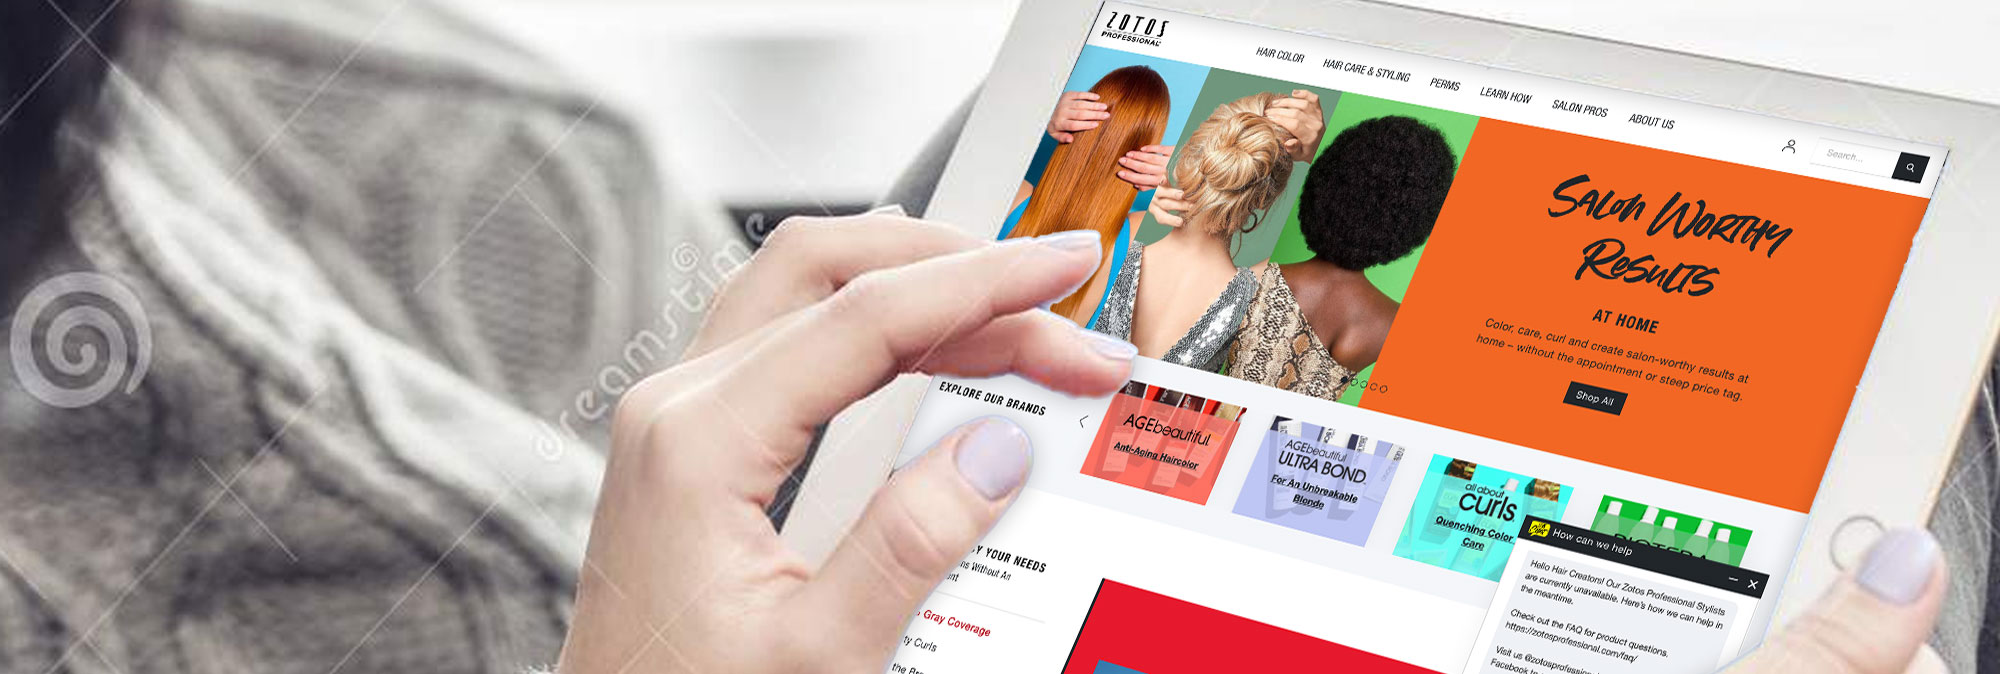 dreamstime
ZOTOS
PROFESSIONAL
HAIR COLOR
HAIR CARE & STYLING
PERMS
LEARN HOW
SALON PROS
ABOUT US
Search...
Salon Worthy
Results
AT HOME
Color, care, curl and create salon-worthy results at
home – without the appointment or steep price tag.
Shop All
EXPLORE OUR BRANDS
AGEbeautiful
Anti-Aging Haircolor
AGEbeautiful
ULTRA BOND
For An Unbreakable
Blonde
all about
curls
Quenching Color
Care
YOUR NEEDS
Without An
Gray Coverage
Curls
the
How can we help
Hello Hair Creators! Our Zotos Professional Stylists
are currently unavailable. Here's how we can help in
the meantime.
Check out the FAQ for product questions.
https://zotosprofessional.com/faq/
Visit us
Facebook